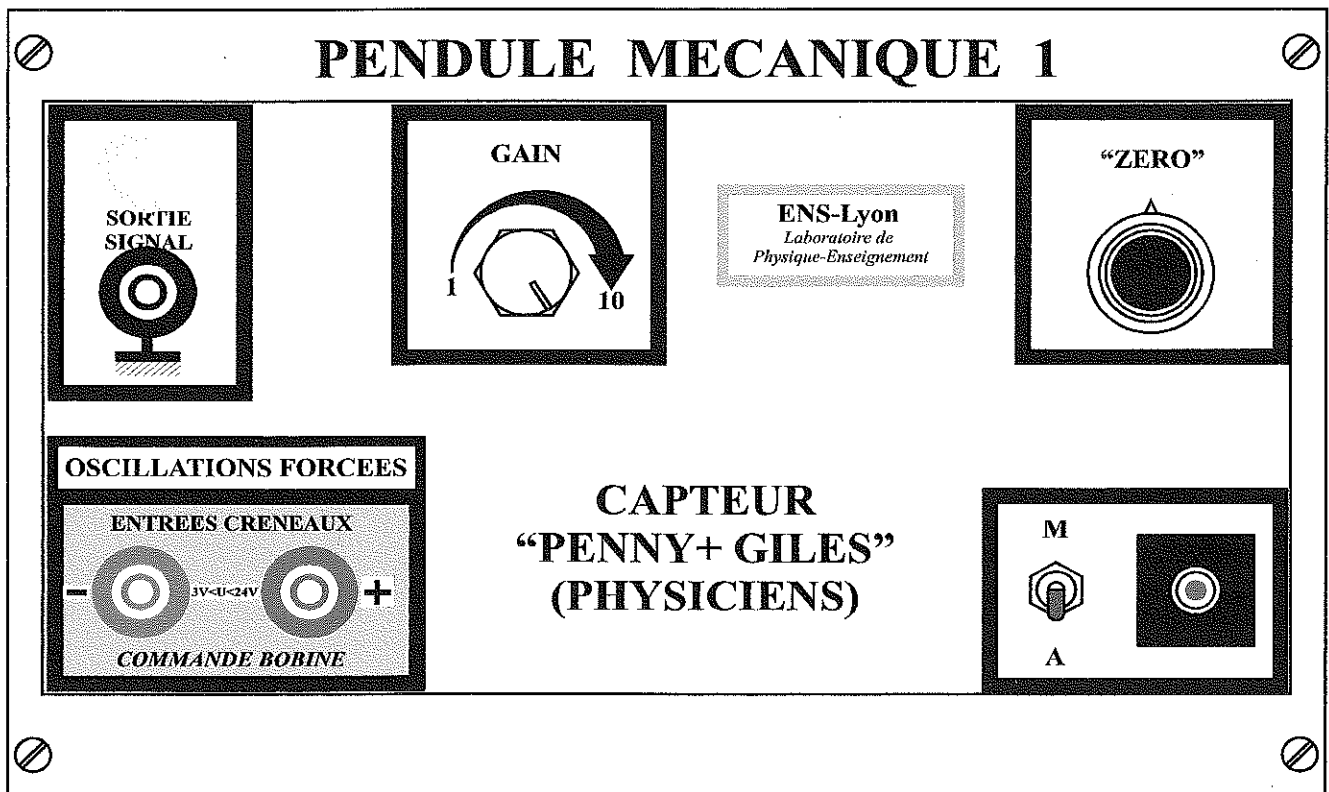 PENDULE MECANIQUE 1
SORTIE
SIGNAL
GAIN
1
10
ENS-Lyon
Laboratoire de
Physique-Enseignement
“ZERO”
OSCILLATIONS FORCEES
ENTREES CRENEAUX
- 3V<U<24V +
COMMANDE BOBINE
CAPTEUR
“PENNY+ GILES”
(PHYSICIENS)
M
A